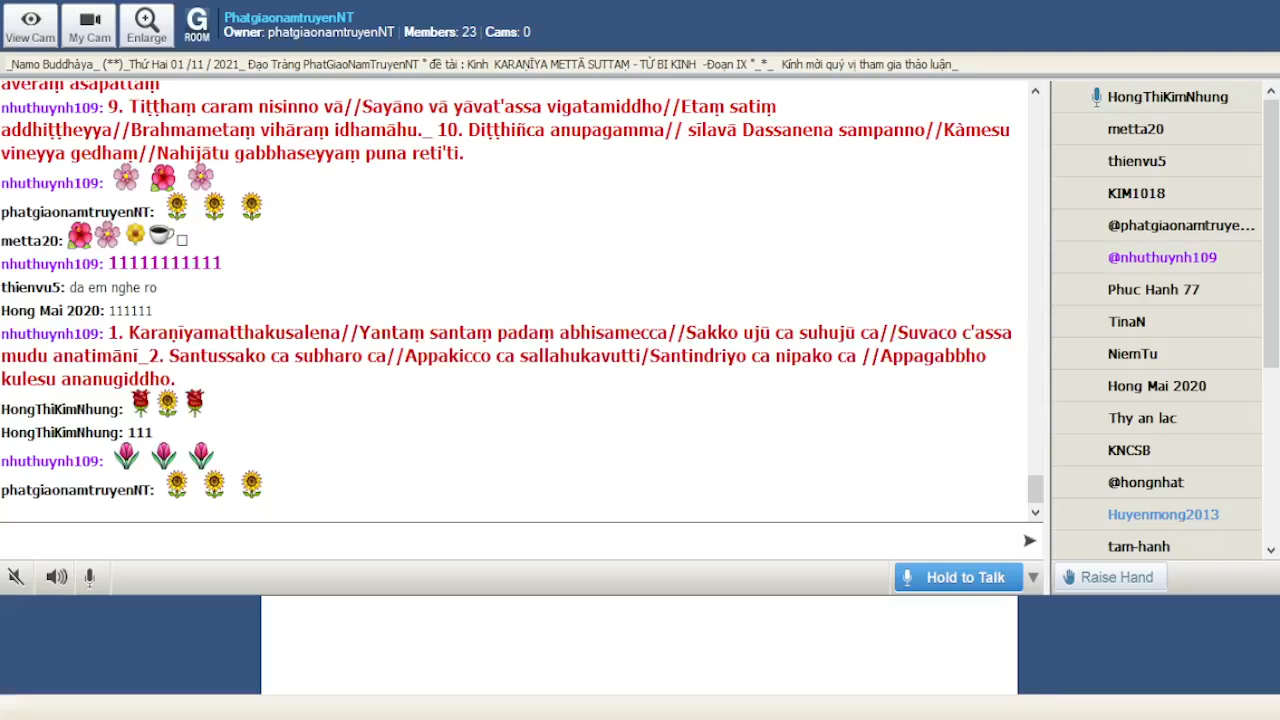 View Cam
My Cam
Enlarge
G
ROOM
PhatgiaonamtruyenNT
Owner: phatgiaonamtruyenNT | Members: 23 | Cams: 0
_Namo Buddhàya_ (**)_Thứ Hai 01 /11 / 2021_ Đạo Tràng PhatGiaoNamTruyenNT " đề tài : Kinh KARAṆĪYA METTĀ SUTTAṂ - TỪ BI KINH -Đoạn IX "_*_ Kính mời quý vị tham gia thảo luận_
averaṃ asapattaṃ
nhuthuynh109: 9. Tiṭṭhaṃ caram nisinno vā//Sayāno vā yāvat'assa vigatamiddho//Etaṃ satiṃ
addhiṭṭheyya//Brahmametaṃ vihāraṃ idhamāhu._ 10. Diṭṭhiñca anupagamma// sīlavā Dassanena sampanno//Kàmesu
vineyya gedhaṃ//Nahijātu gabbhaseyyaṃ puna reti'ti.
nhuthuynh109:
phatgiaonamtruyenNT:
metta20:
nhuthuynh109: 11111111111
thienvu5: da em nghe ro
Hong Mai 2020: 111111
nhuthuynh109: 1. Karaṇīyamatthakusalena//Yantaṃ santaṃ padaṃ abhisamecca//Sakko ujū ca suhujū ca//Suvaco c'assa
mudu anatimānī_2. Santussako ca subharo ca//Appakicco ca sallahukavutti/Santindriyo ca nipako ca //Appagabbho
kulesu ananugiddho.
HongThiKimNhung:
HongThiKimNhung: 111
nhuthuynh109:
phatgiaonamtruyenNT:
Hold to Talk
HongThiKimNhung
metta20
thienvu5
KIM1018
@phatgiaonamtruye...
@nhuthuynh109
Phuc Hanh 77
TinaN
NiemTu
Hong Mai 2020
Thy an lac
KNCSB
@hongnhat
Huyenmong2013
tam-hanh
Raise Hand